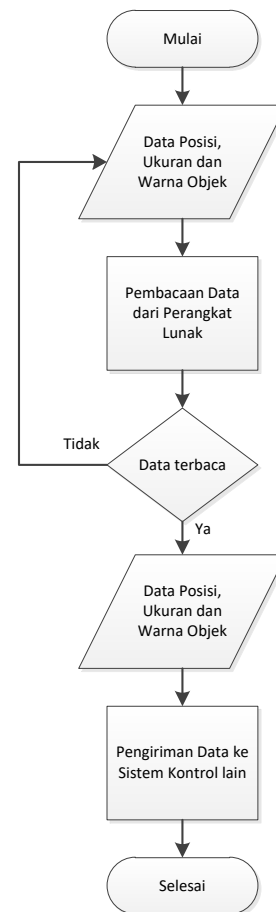 Mulai
Data Posisi,
Ukuran dan
Warna Objek
Pembacaan Data
dari Perangkat
Lunak
Tidak
Data terbaca
Ya
Data Posisi,
Ukuran dan
Warna Objek
Pengiriman Data ke
Sistem Kontrol lain
Selesai